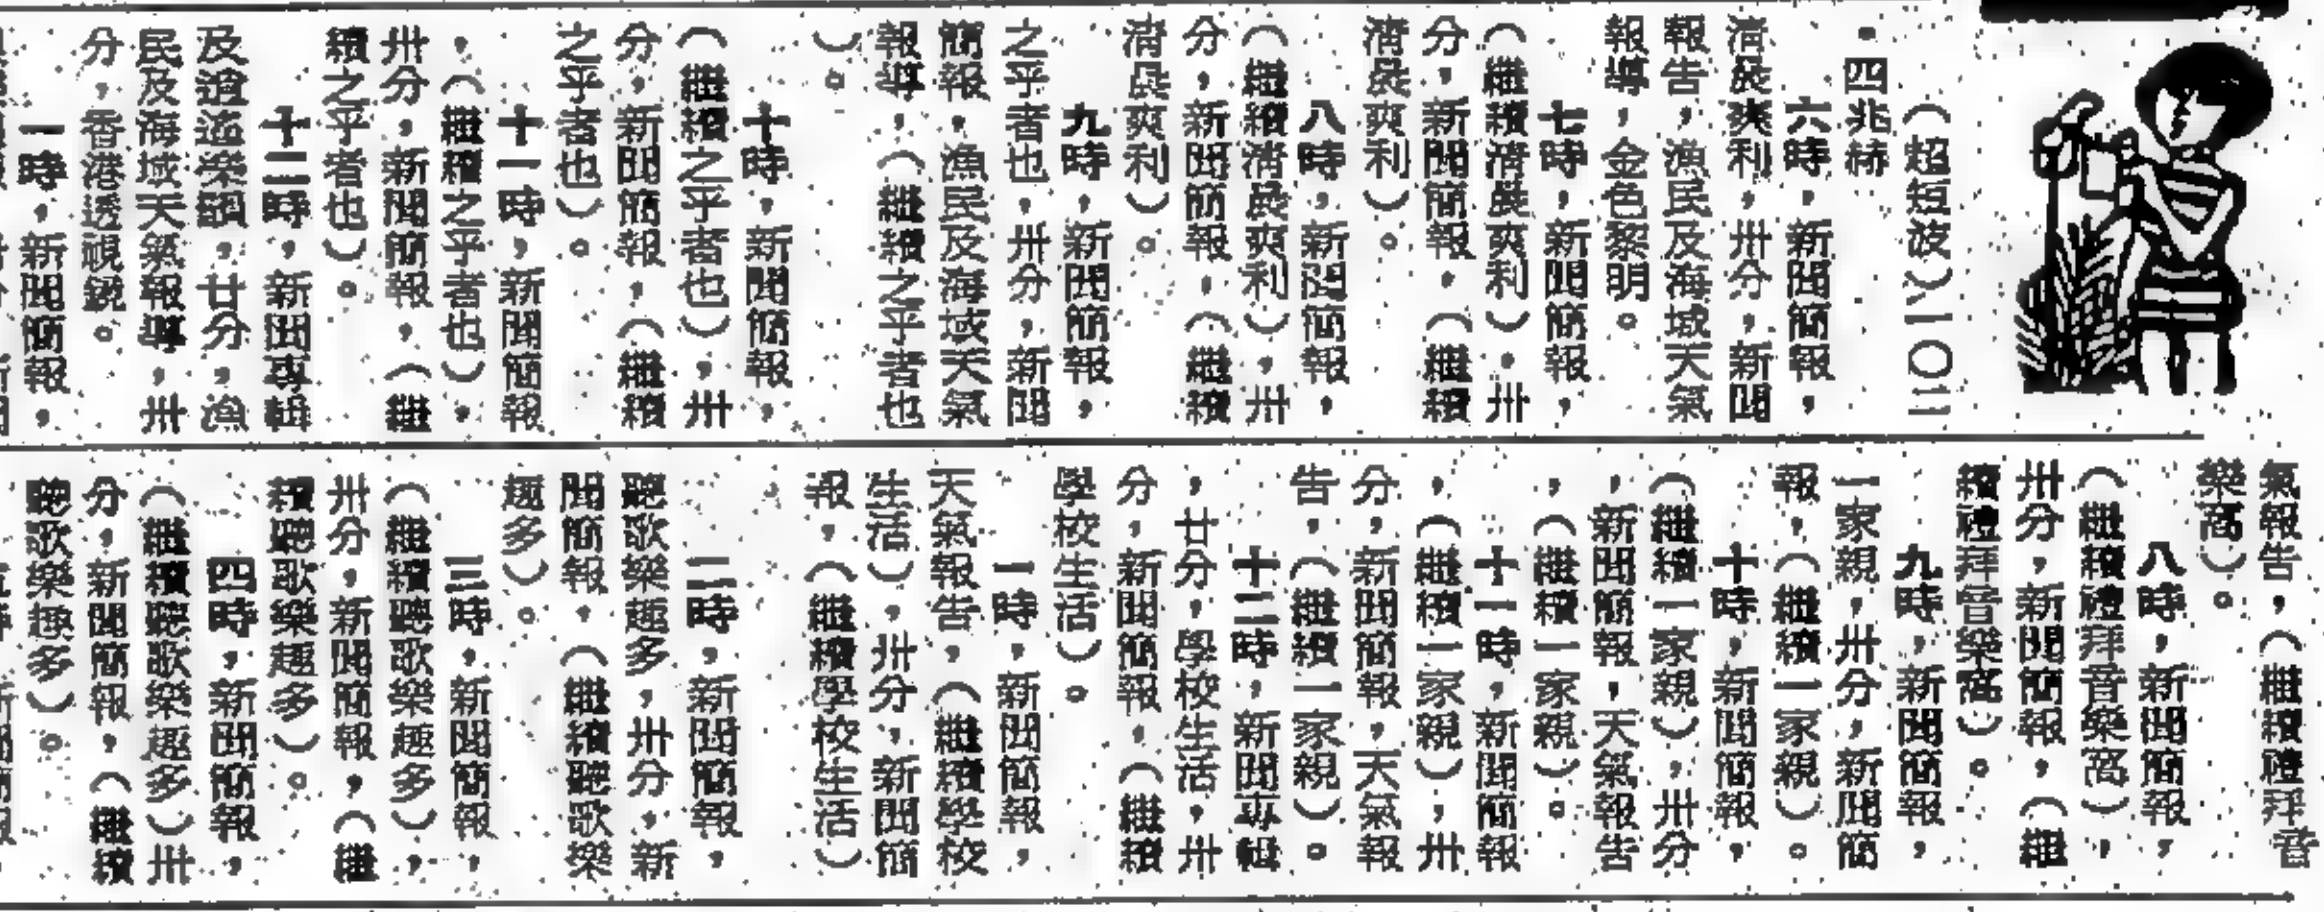 （超短波）（一〇一
・四兆赫
六時，新聞簡報，
清晨爽利，卅分，新聞
報告，漁民及海域天氣
報導，金色黎明。
七時，新聞簡報，
（繼續清晨爽利），卅
分，新聞簡報，（繼續
清晨爽利）。
八時，新聞簡報，
（繼續清晨爽利），卅
分，新聞簡報，（繼續
清晨爽利）。
九時，新聞簡報，
之乎者也，卅分，新聞
簡報，漁民及海域天氣
報導，（繼續之乎者也
）。
十時，新聞簡報，
（繼續之乎者也），卅
分，新聞簡報，（繼續
之乎者也）。
十一時，新聞簡報
，（繼續之乎者也），
卅分，新聞簡報，（繼
續之乎者也）。
十二時，新聞專輯
及逍遙樂韻，廿分，漁
民及海域天氣報導，卅
分，香港透視鏡。
一時，新聞簡報，
氣報告，（繼續禮拜音
樂窩）。
八時，新聞簡報，
（繼續禮拜音樂窩），
卅分，新聞簡報，（繼
續禮拜音樂窩）。
九時，新聞簡報，
一家親，卅分，新聞簡
報，（繼續一家親）。
十時，新聞簡報，
（繼續一家親），卅分
，新聞簡報，天氣報告
，（繼續一家親）。
十一時，新聞簡報
，（繼續一家親），卅
分，新聞簡報，天氣報
告，（繼續一家親）。
十二時，新聞專輯
，廿分，學校生活，卅
分，新聞簡報，（繼續
學校生活）。
一時，新聞簡報，
天氣報告，（繼續學校
生活），卅分，新聞簡
報，（繼續學校生活）
二時，新聞簡報，
聽歌樂趣多，卅分，新
聞簡報，（繼續聽歌樂
趣多）。
三時，新聞簡報，
（繼續聽歌樂趣多），
卅分，新聞簡報，（繼
續聽歌樂趣多）。
四時，新聞簡報，
（繼續聽歌樂趣多）卅
分，新聞簡報，（繼續
聽歌樂趣多）。